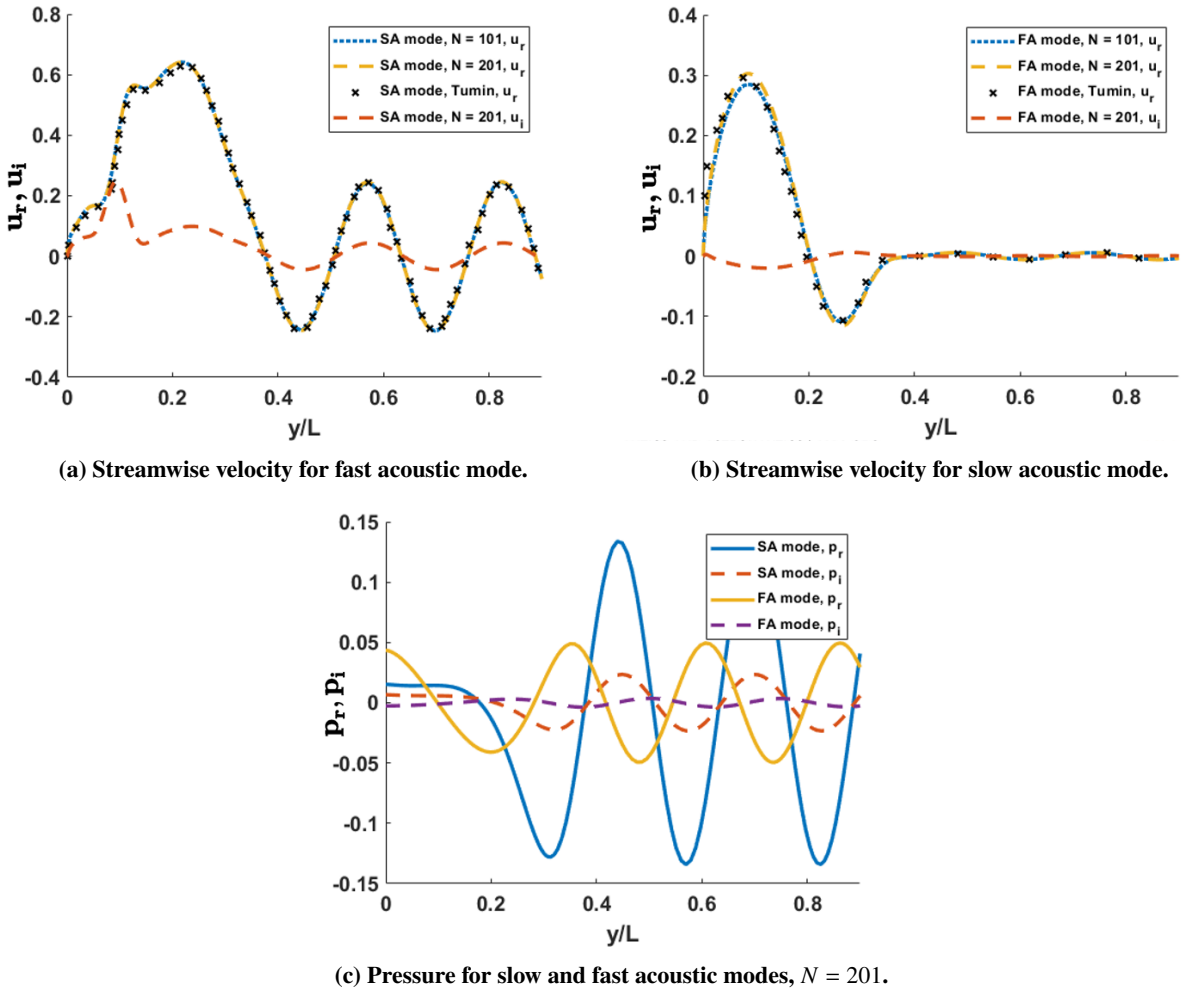 0.8
0.6
0.4
0.2
0
-0.2
-0.4
u_r, u_i
0 0.2 0.4 0.6 0.8
y/L
SA mode, N = 101, u_r
SA mode, N = 201, u_r
SA mode, Tumin, u_r
SA mode, N = 201, u_i
(a) Streamwise velocity for fast acoustic mode.
0.4
0.3
0.2
0.1
0
-0.1
-0.2
u_r, u_i
0 0.2 0.4 0.6 0.8
y/L
FA mode, N = 101, u_r
FA mode, N = 201, u_r
FA mode, Tumin, u_r
FA mode, N = 201, u_i
(b) Streamwise velocity for slow acoustic mode.
0.15
0.1
0.05
0
-0.05
-0.1
-0.15
p_r, p_i
0 0.2 0.4 0.6 0.8
y/L
SA mode, p_r
SA mode, p_i
FA mode, p_r
FA mode, p_i
(c) Pressure for slow and fast acoustic modes, N = 201.